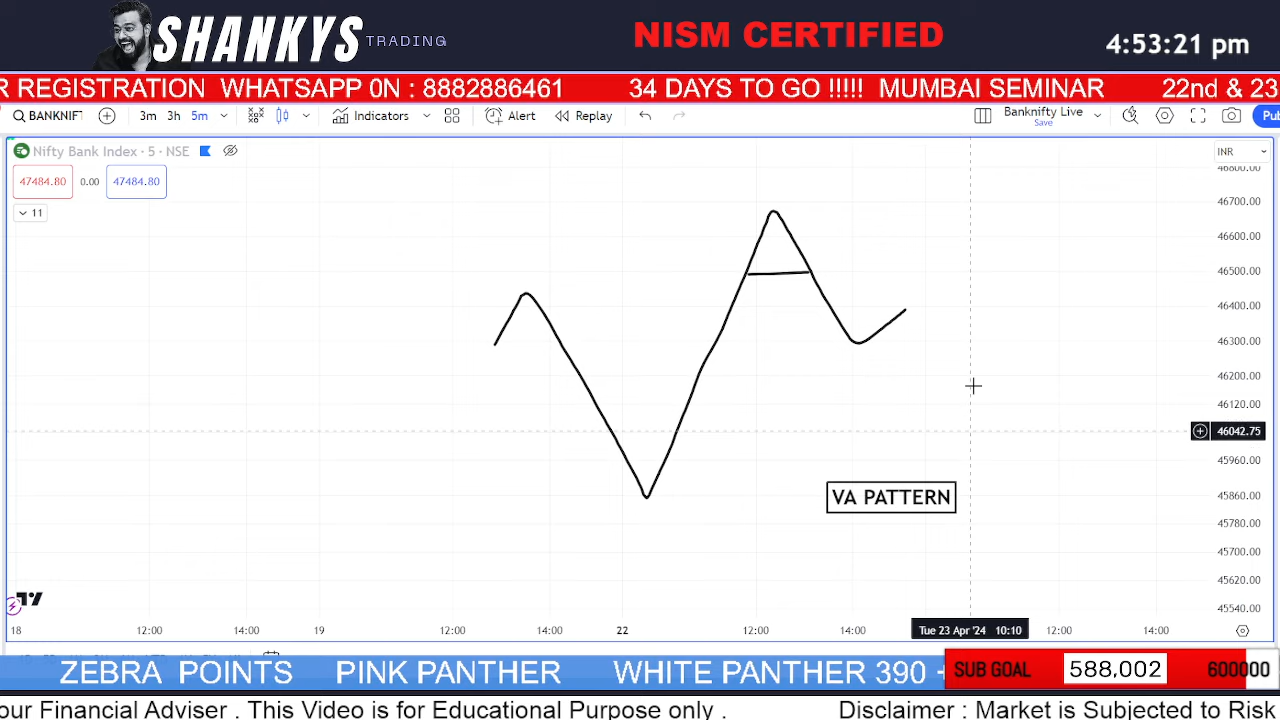 SHANKYS
TRADING
NISM CERTIFIED
4:53:21 pm
R REGISTRATION WHATSAPP 0N : 8882886461 34 DAYS TO GO !!!!! MUMBAI SEMINAR 22nd & 23
BANKNIFT 3m 3h 5m Indicators Alert Replay Banknifty Live Save Pub
Nifty Bank Index · 5 · NSE
INR
47484.80 0.00 47484.80
11
46800.00
46700.00
46600.00
46500.00
46400.00
46300.00
46200.00
46120.00
46042.75
45960.00
45860.00
45780.00
45700.00
45620.00
45540.00
VA PATTERN
18 12:00 14:00 19 12:00 14:00 22 12:00 14:00 Tue 23 Apr '24 10:10 12:00 14:00
ZEBRA POINTS PINK PANTHER WHITE PANTHER 390 +
SUB GOAL 588,002 600000
our Financial Adviser . This Video is for Educational Purpose only . Disclaimer : Market is Subjected to Risk